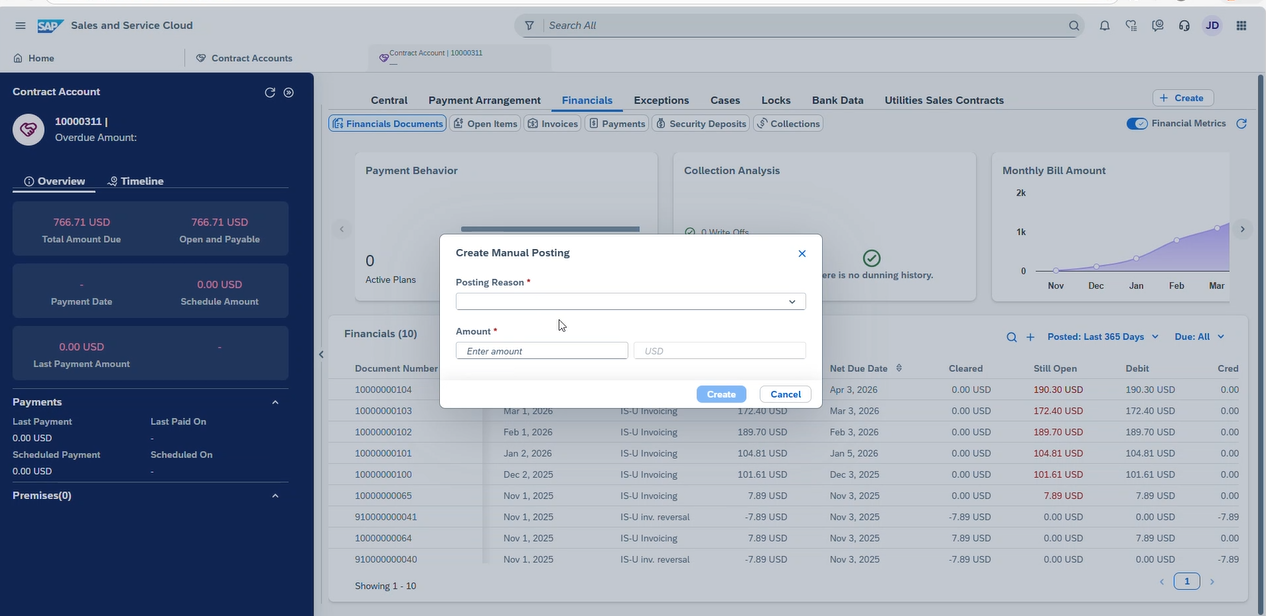 SAP Sales and Service Cloud
Search All
JD
Home
Contract Accounts
Contract Account | 10000311
—
Contract Account
10000311 |
Overdue Amount:
Overview Timeline
766.71 USD 766.71 USD
Total Amount Due Open and Payable
- 0.00 USD
Payment Date Schedule Amount
0.00 USD -
Last Payment Amount
Payments
Last Payment Last Paid On
0.00 USD -
Scheduled Payment Scheduled On
0.00 USD -
Premises(0)
Central Payment Arrangement Financials Exceptions Cases Locks Bank Data Utilities Sales Contracts
+ Create
Financials Documents Open Items Invoices Payments Security Deposits Collections
Financial Metrics
Payment Behavior
0
Active Plans
Collection Analysis
0 Write Offs
ere is no dunning history.
Monthly Bill Amount
2k
1k
0
Nov Dec Jan Feb Mar
Create Manual Posting
Posting Reason *
Amount *
Enter amount USD
Create Cancel
Financials (10)
Posted: Last 365 Days Due: All
Document Number Net Due Date Cleared Still Open Debit Cred
10000000104 Apr 3, 2026 0.00 USD 190.30 USD 190.30 USD 0.00
10000000103 Mar 1, 2026 IS-U Invoicing 172.40 USD Mar 3, 2026 0.00 USD 172.40 USD 172.40 USD 0.00
10000000102 Feb 1, 2026 IS-U Invoicing 189.70 USD Feb 3, 2026 0.00 USD 189.70 USD 189.70 USD 0.00
10000000101 Jan 2, 2026 IS-U Invoicing 104.81 USD Jan 5, 2026 0.00 USD 104.81 USD 104.81 USD 0.00
10000000100 Dec 2, 2025 IS-U Invoicing 101.61 USD Dec 3, 2025 0.00 USD 101.61 USD 101.61 USD 0.00
10000000065 Nov 1, 2025 IS-U Invoicing 7.89 USD Nov 3, 2025 0.00 USD 7.89 USD 7.89 USD 0.00
910000000041 Nov 1, 2025 IS-U inv. reversal -7.89 USD Nov 3, 2025 -7.89 USD 0.00 USD 0.00 USD -7.89
10000000064 Nov 1, 2025 IS-U Invoicing 7.89 USD Nov 3, 2025 7.89 USD 0.00 USD 7.89 USD 0.00
910000000040 Nov 1, 2025 IS-U inv. reversal -7.89 USD Nov 3, 2025 -7.89 USD 0.00 USD 0.00 USD -7.89
Showing 1 - 10
1